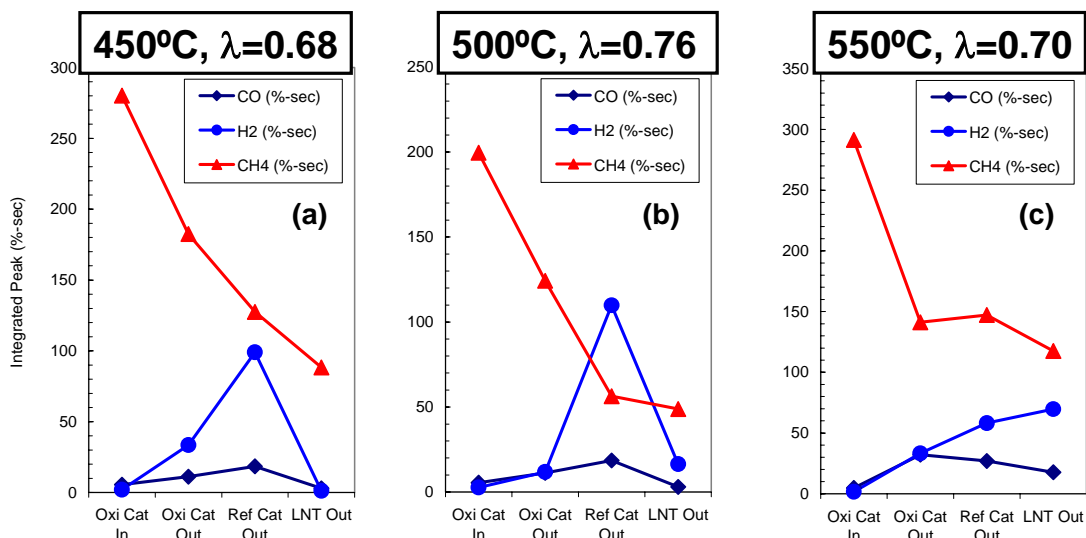 450ºC, λ=0.68
300
250
200
150
100
50
0
Integrated Peak (%-sec)
CO (%-sec)
H2 (%-sec)
CH4 (%-sec)
(a)
Oxi Cat In
Oxi Cat Out
Ref Cat Out
LNT Out
500ºC, λ=0.76
250
200
150
100
50
0
CO (%-sec)
H2 (%-sec)
CH4 (%-sec)
(b)
Oxi Cat In
Oxi Cat Out
Ref Cat Out
LNT Out
550ºC, λ=0.70
350
300
250
200
150
100
50
0
CO (%-sec)
H2 (%-sec)
CH4 (%-sec)
(c)
Oxi Cat In
Oxi Cat Out
Ref Cat Out
LNT Out